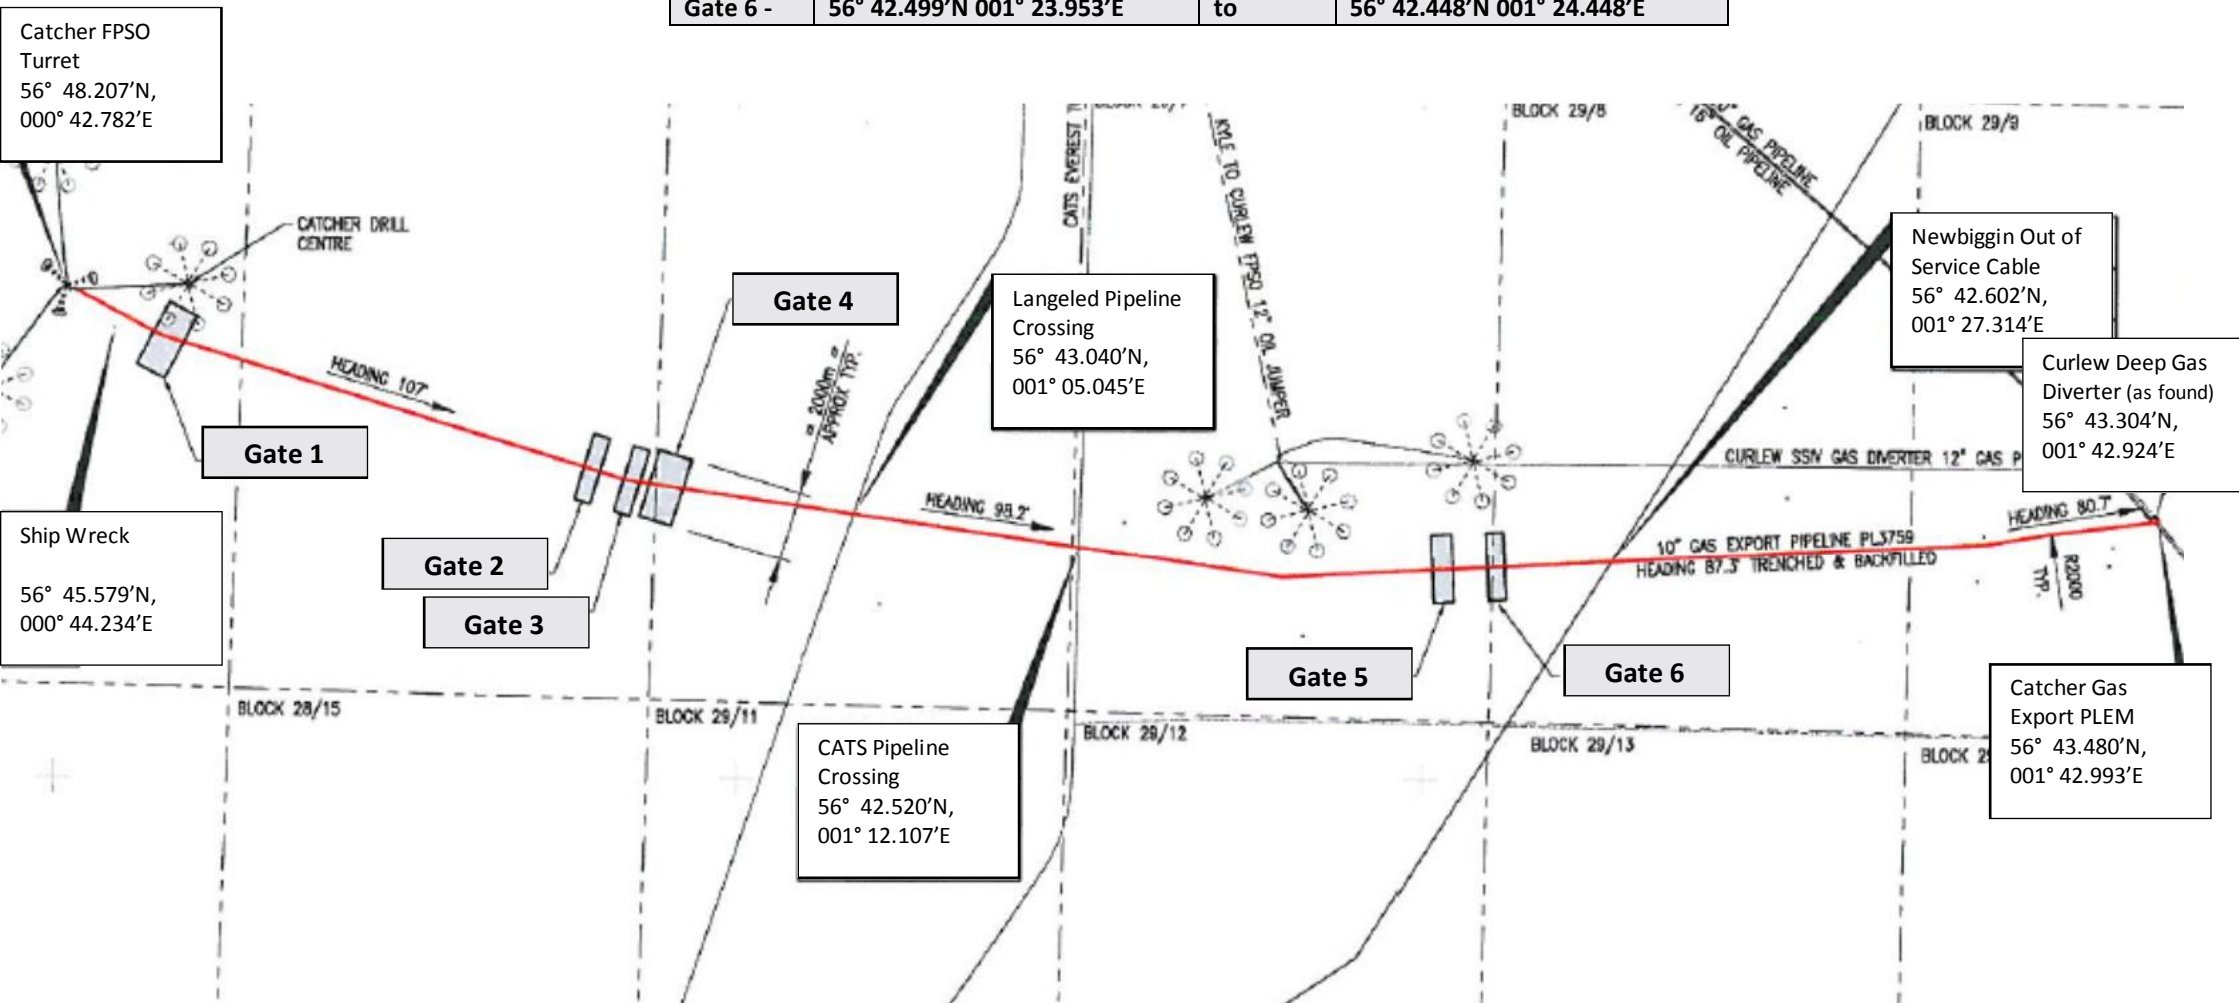 Gate 6 - 56° 42.499’N 001° 23.953’E to 56° 42.448’N 001° 24.448’E
Catcher FPSO
Turret
56° 48.207’N,
000° 42.782’E
BLOCK 29/8
BLOCK 29/9
GAS PIPELINE
16" OIL PIPELINE
CATS EVEREST
KYLE TO CURLEW FPSO 12" OIL JUMPER
CATCHER DRILL
CENTRE
Gate 4
Langeled Pipeline
Crossing
56° 43.040’N,
001° 05.045’E
Newbiggin Out of
Service Cable
56° 42.602’N,
001° 27.314’E
Curlew Deep Gas
Diverter (as found)
56° 43.304’N,
001° 42.924’E
HEADING 107°
≈ 2000m ≈
APPROX TYP.
Gate 1
CURLEW SSIV GAS DIVERTER 12" GAS P
HEADING 98.2°
HEADING 80.7°
Ship Wreck
56° 45.579’N,
000° 44.234’E
Gate 2
Gate 3
10" GAS EXPORT PIPELINE PL3759
HEADING 87.3° TRENCHED & BACKFILLED
R2000
TYP.
Gate 5
Gate 6
BLOCK 28/15
BLOCK 29/11
BLOCK 29/12
BLOCK 29/13
BLOCK
CATS Pipeline
Crossing
56° 42.520’N,
001° 12.107’E
Catcher Gas
Export PLEM
56° 43.480’N,
001° 42.993’E